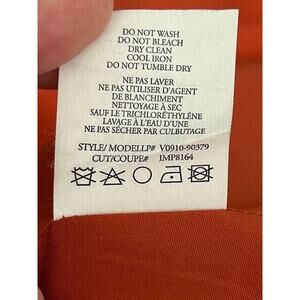 DO NOT WASH
DO NOT BLEACH
DRY CLEAN
COOL IRON
DO NOT TUMBLE DRY
NE PAS LAVER
NE PAS UTILISER D'AGENT
DE BLANCHIMENT
NETTOYAGE À SEC
SAUF LE TRICHLORÉTHYLÈNE
LAVAGE À L'EAU D'UNE
NE PAS SÉCHER PAR CULBUTAGE
STYLE/ MODELLP# V0910-90379
CUT/COUPE# IMP8164